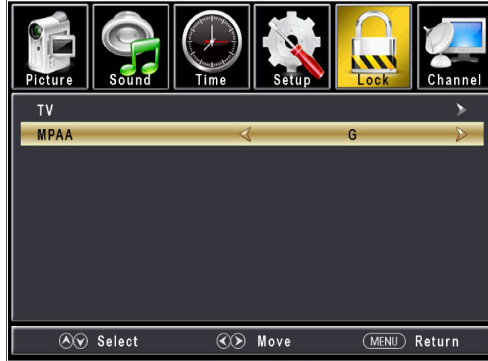 Picture Sound Time Setup Lock Channel
TV
MPAA G
Select Move MENU Return